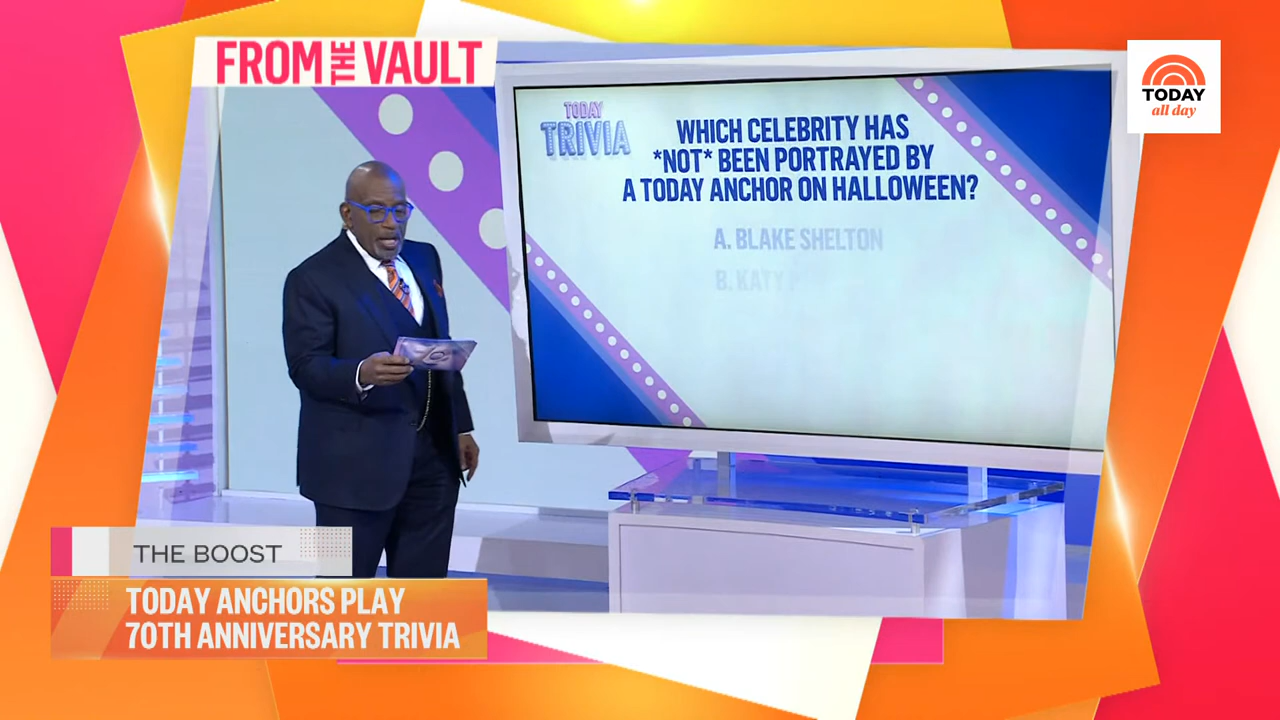 FROM THE VAULT
TODAY
all day
TODAY
TRIVIA
WHICH CELEBRITY HAS
*NOT* BEEN PORTRAYED BY
A TODAY ANCHOR ON HALLOWEEN?
A. BLAKE SHELTON
B. KATY
THE BOOST
TODAY ANCHORS PLAY
70TH ANNIVERSARY TRIVIA